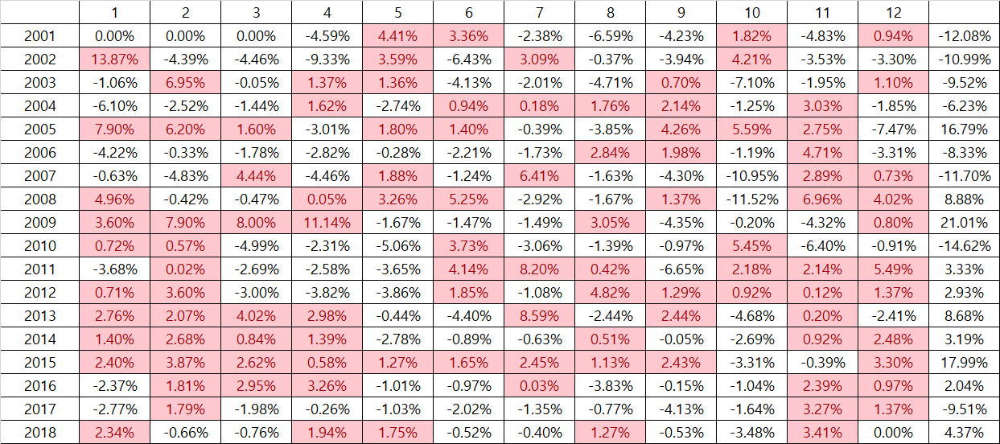 1 2 3 4 5 6 7 8 9 10 11 12
2001 0.00% 0.00% 0.00% -4.59% 4.41% 3.36% -2.38% -6.59% -4.23% 1.82% -4.83% 0.94% -12.08%
2002 13.87% -4.39% -4.46% -9.33% 3.59% -6.43% 3.09% -0.37% -3.94% 4.21% -3.53% -3.30% -10.99%
2003 -1.06% 6.95% -0.05% 1.37% 1.36% -4.13% -2.01% -4.71% 0.70% -7.10% -1.95% 1.10% -9.52%
2004 -6.10% -2.52% -1.44% 1.62% -2.74% 0.94% 0.18% 1.76% 2.14% -1.25% 3.03% -1.85% -6.23%
2005 7.90% 6.20% 1.60% -3.01% 1.80% 1.40% -0.39% -3.85% 4.26% 5.59% 2.75% -7.47% 16.79%
2006 -4.22% -0.33% -1.78% -2.82% -0.28% -2.21% -1.73% 2.84% 1.98% -1.19% 4.71% -3.31% -8.33%
2007 -0.63% -4.83% 4.44% -4.46% 1.88% -1.24% 6.41% -1.63% -4.30% -10.95% 2.89% 0.73% -11.70%
2008 4.96% -0.42% -0.47% 0.05% 3.26% 5.25% -2.92% -1.67% 1.37% -11.52% 6.96% 4.02% 8.88%
2009 3.60% 7.90% 8.00% 11.14% -1.67% -1.47% -1.49% 3.05% -4.35% -0.20% -4.32% 0.80% 21.01%
2010 0.72% 0.57% -4.99% -2.31% -5.06% 3.73% -3.06% -1.39% -0.97% 5.45% -6.40% -0.91% -14.62%
2011 -3.68% 0.02% -2.69% -2.58% -3.65% 4.14% 8.20% 0.42% -6.65% 2.18% 2.14% 5.49% 3.33%
2012 0.71% 3.60% -3.00% -3.82% -3.86% 1.85% -1.08% 4.82% 1.29% 0.92% 0.12% 1.37% 2.93%
2013 2.76% 2.07% 4.02% 2.98% -0.44% -4.40% 8.59% -2.44% 2.44% -4.68% 0.20% -2.41% 8.68%
2014 1.40% 2.68% 0.84% 1.39% -2.78% -0.89% -0.63% 0.51% -0.05% -2.69% 0.92% 2.48% 3.19%
2015 2.40% 3.87% 2.62% 0.58% 1.27% 1.65% 2.45% 1.13% 2.43% -3.31% -0.39% 3.30% 17.99%
2016 -2.37% 1.81% 2.95% 3.26% -1.01% -0.97% 0.03% -3.83% -0.15% -1.04% 2.39% 0.97% 2.04%
2017 -2.77% 1.79% -1.98% -0.26% -1.03% -2.02% -1.35% -0.77% -4.13% -1.64% 3.27% 1.37% -9.51%
2018 2.34% -0.66% -0.76% 1.94% 1.75% -0.52% -0.40% 1.27% -0.53% -3.48% 3.41% 0.00% 4.37%